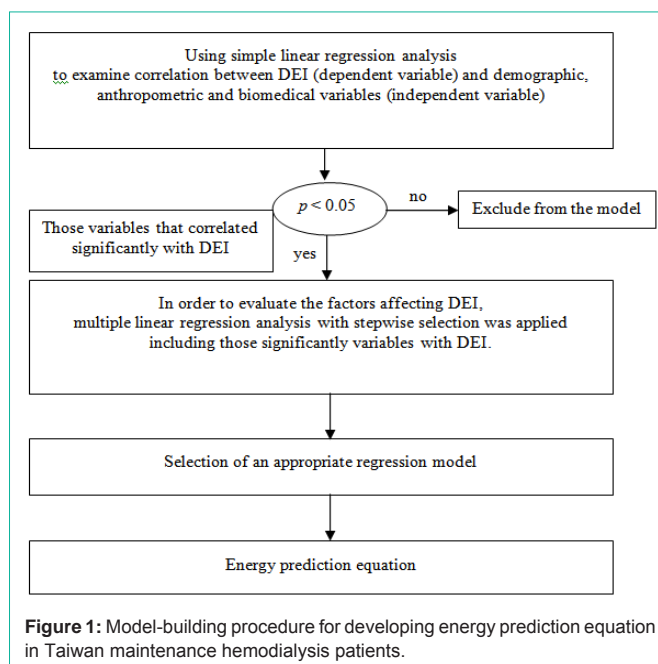 Using simple linear regression analysis
to examine correlation between DEI (dependent variable) and demographic,
anthropometric and biomedical variables (independent variable)
p < 0.05
no
Exclude from the model
Those variables that correlated
significantly with DEI
yes
In order to evaluate the factors affecting DEI,
multiple linear regression analysis with stepwise selection was applied
including those significantly variables with DEI.
Selection of an appropriate regression model
Energy prediction equation
Figure 1: Model-building procedure for developing energy prediction equation
in Taiwan maintenance hemodialysis patients.